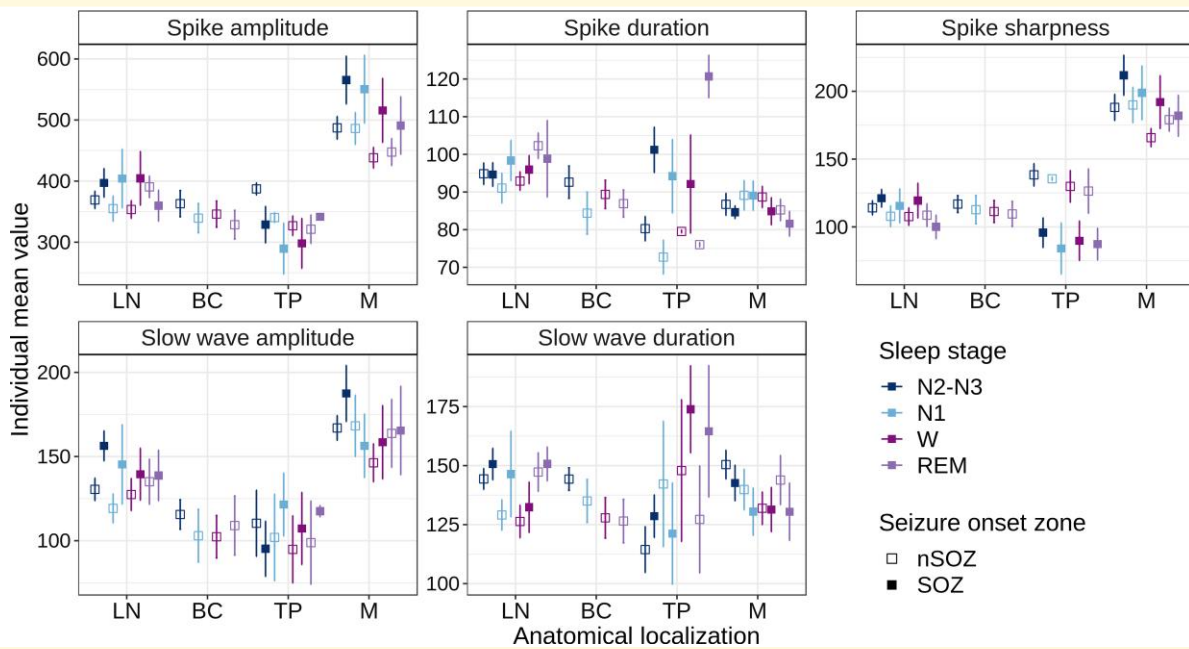 Spike amplitude
Spike duration
Spike sharpness
600
500
400
300
120
110
100
90
80
70
200
150
100
LN BC TP M
LN BC TP M
LN BC TP M
Slow wave amplitude
Slow wave duration
200
150
100
175
150
125
100
LN BC TP M
LN BC TP M
Individual mean value
Anatomical localization
Sleep stage
N2-N3
N1
W
REM
Seizure onset zone
nSOZ
SOZ